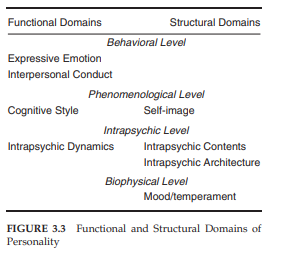 Functional Domains Structural Domains
Behavioral Level
Expressive Emotion
Interpersonal Conduct
Phenomenological Level
Cognitive Style Self-image
Intrapsychic Level
Intrapsychic Dynamics Intrapsychic Contents
Intrapsychic Architecture
Biophysical Level
Mood/temperament
FIGURE 3.3 Functional and Structural Domains of
Personality